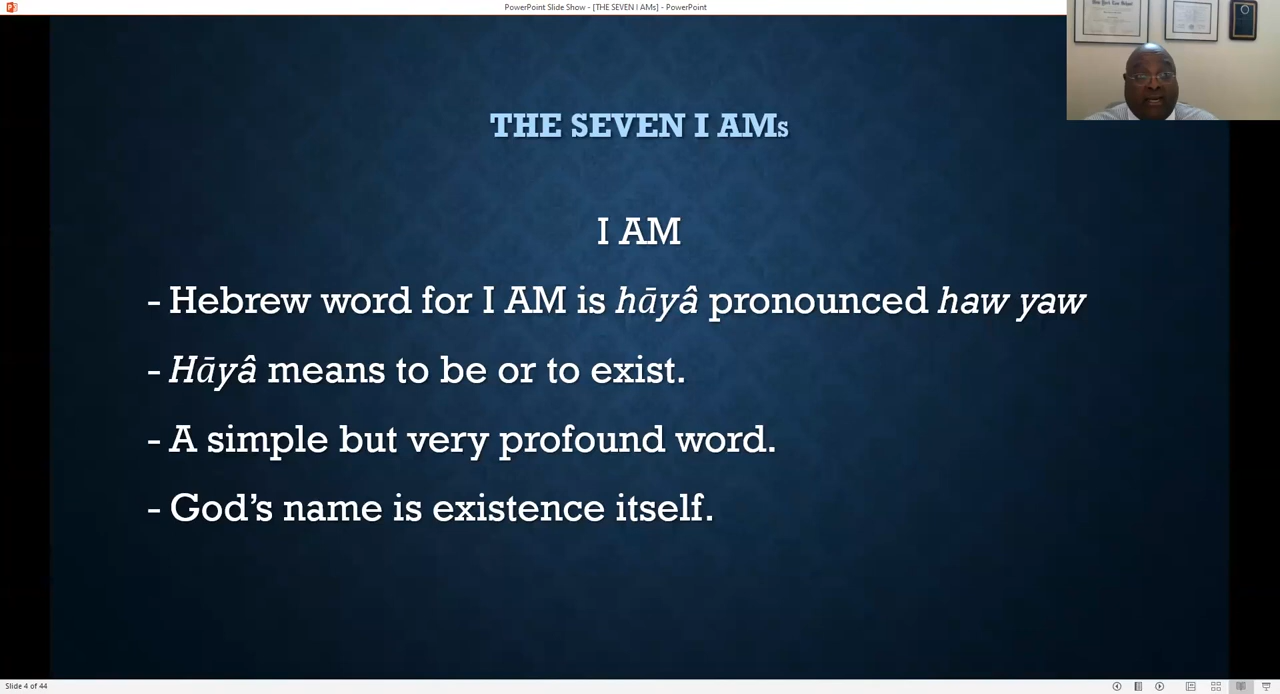 PowerPoint Slide Show - [THE SEVEN I AMs] - PowerPoint
THE SEVEN I AMs
I AM
- Hebrew word for I AM is hāyâ pronounced haw yaw
- Hāyâ means to be or to exist.
- A simple but very profound word.
- God’s name is existence itself.
Slide 4 of 44